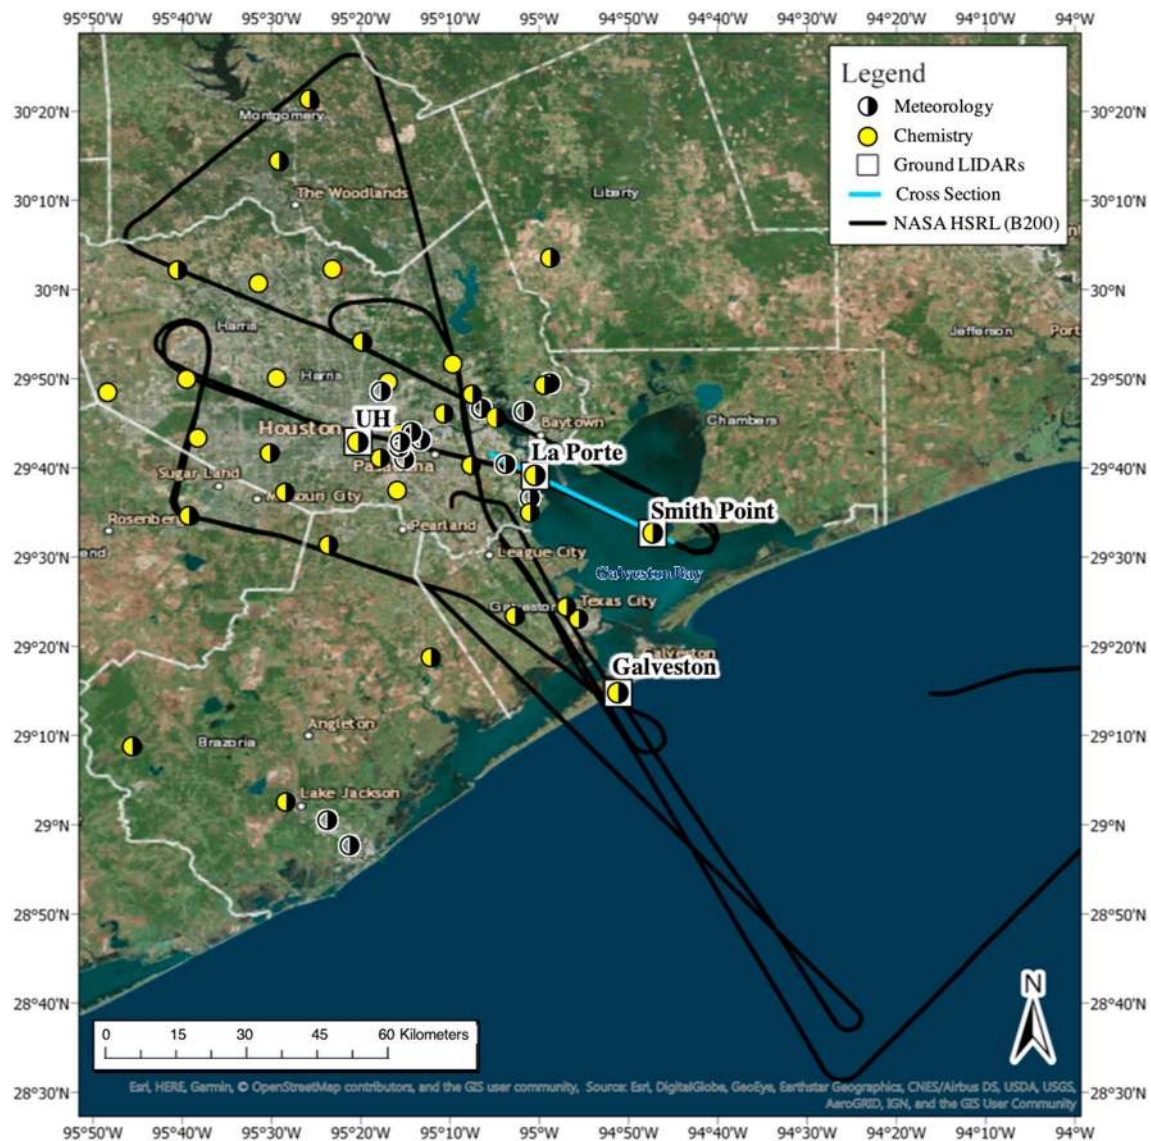 95°50'W 95°40'W 95°30'W 95°20'W 95°10'W 95°W 94°50'W 94°40'W 94°30'W 94°20'W 94°10'W 94°W
Legend
Meteorology
Chemistry
Ground LIDARs
Cross Section
NASA HSRL (B200)
30°20'N 30°20'N
Montgomery
The Woodlands
Liberty
30°10'N 30°10'N
30°N 30°N
Harris
Jefferson Port
29°50'N 29°50'N
Harris
Chambers
Houston UH Baytown
Pasadena La Porte
29°40'N 29°40'N
Sugar Land
Missouri City
Smith Point
Rosenberg Pearland
League City
29°30'N 29°30'N
Galveston Bay
Galveston Texas City
29°20'N 29°20'N
Galveston
Galveston
Angleton
29°10'N 29°10'N
Brazoria
Lake Jackson
29°N 29°N
28°50'N 28°50'N
N
28°40'N 28°40'N
0 15 30 45 60 Kilometers
Esri, HERE, Garmin, © OpenStreetMap contributors, and the GIS user community, Source: Esri, DigitalGlobe, GeoEye, Earthstar Geographics, CNES/Airbus DS, USDA, USGS,
28°30'N 28°30'N
AeroGRID, IGN, and the GIS User Community
95°50'W 95°40'W 95°30'W 95°20'W 95°10'W 95°W 94°50'W 94°40'W 94°30'W 94°20'W 94°10'W 94°W